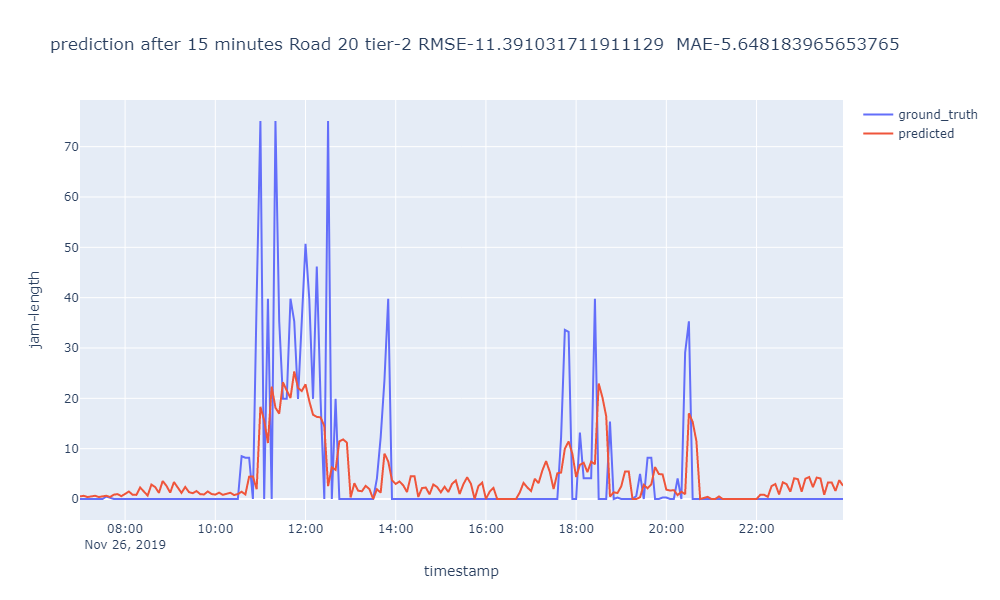 prediction after 15 minutes Road 20 tier-2 RMSE-11.391031711911129  MAE-5.648183965653765
ground_truth
predicted
jam-length
70
60
50
40
30
20
10
0
08:00 10:00 12:00 14:00 16:00 18:00 20:00 22:00
Nov 26, 2019
timestamp